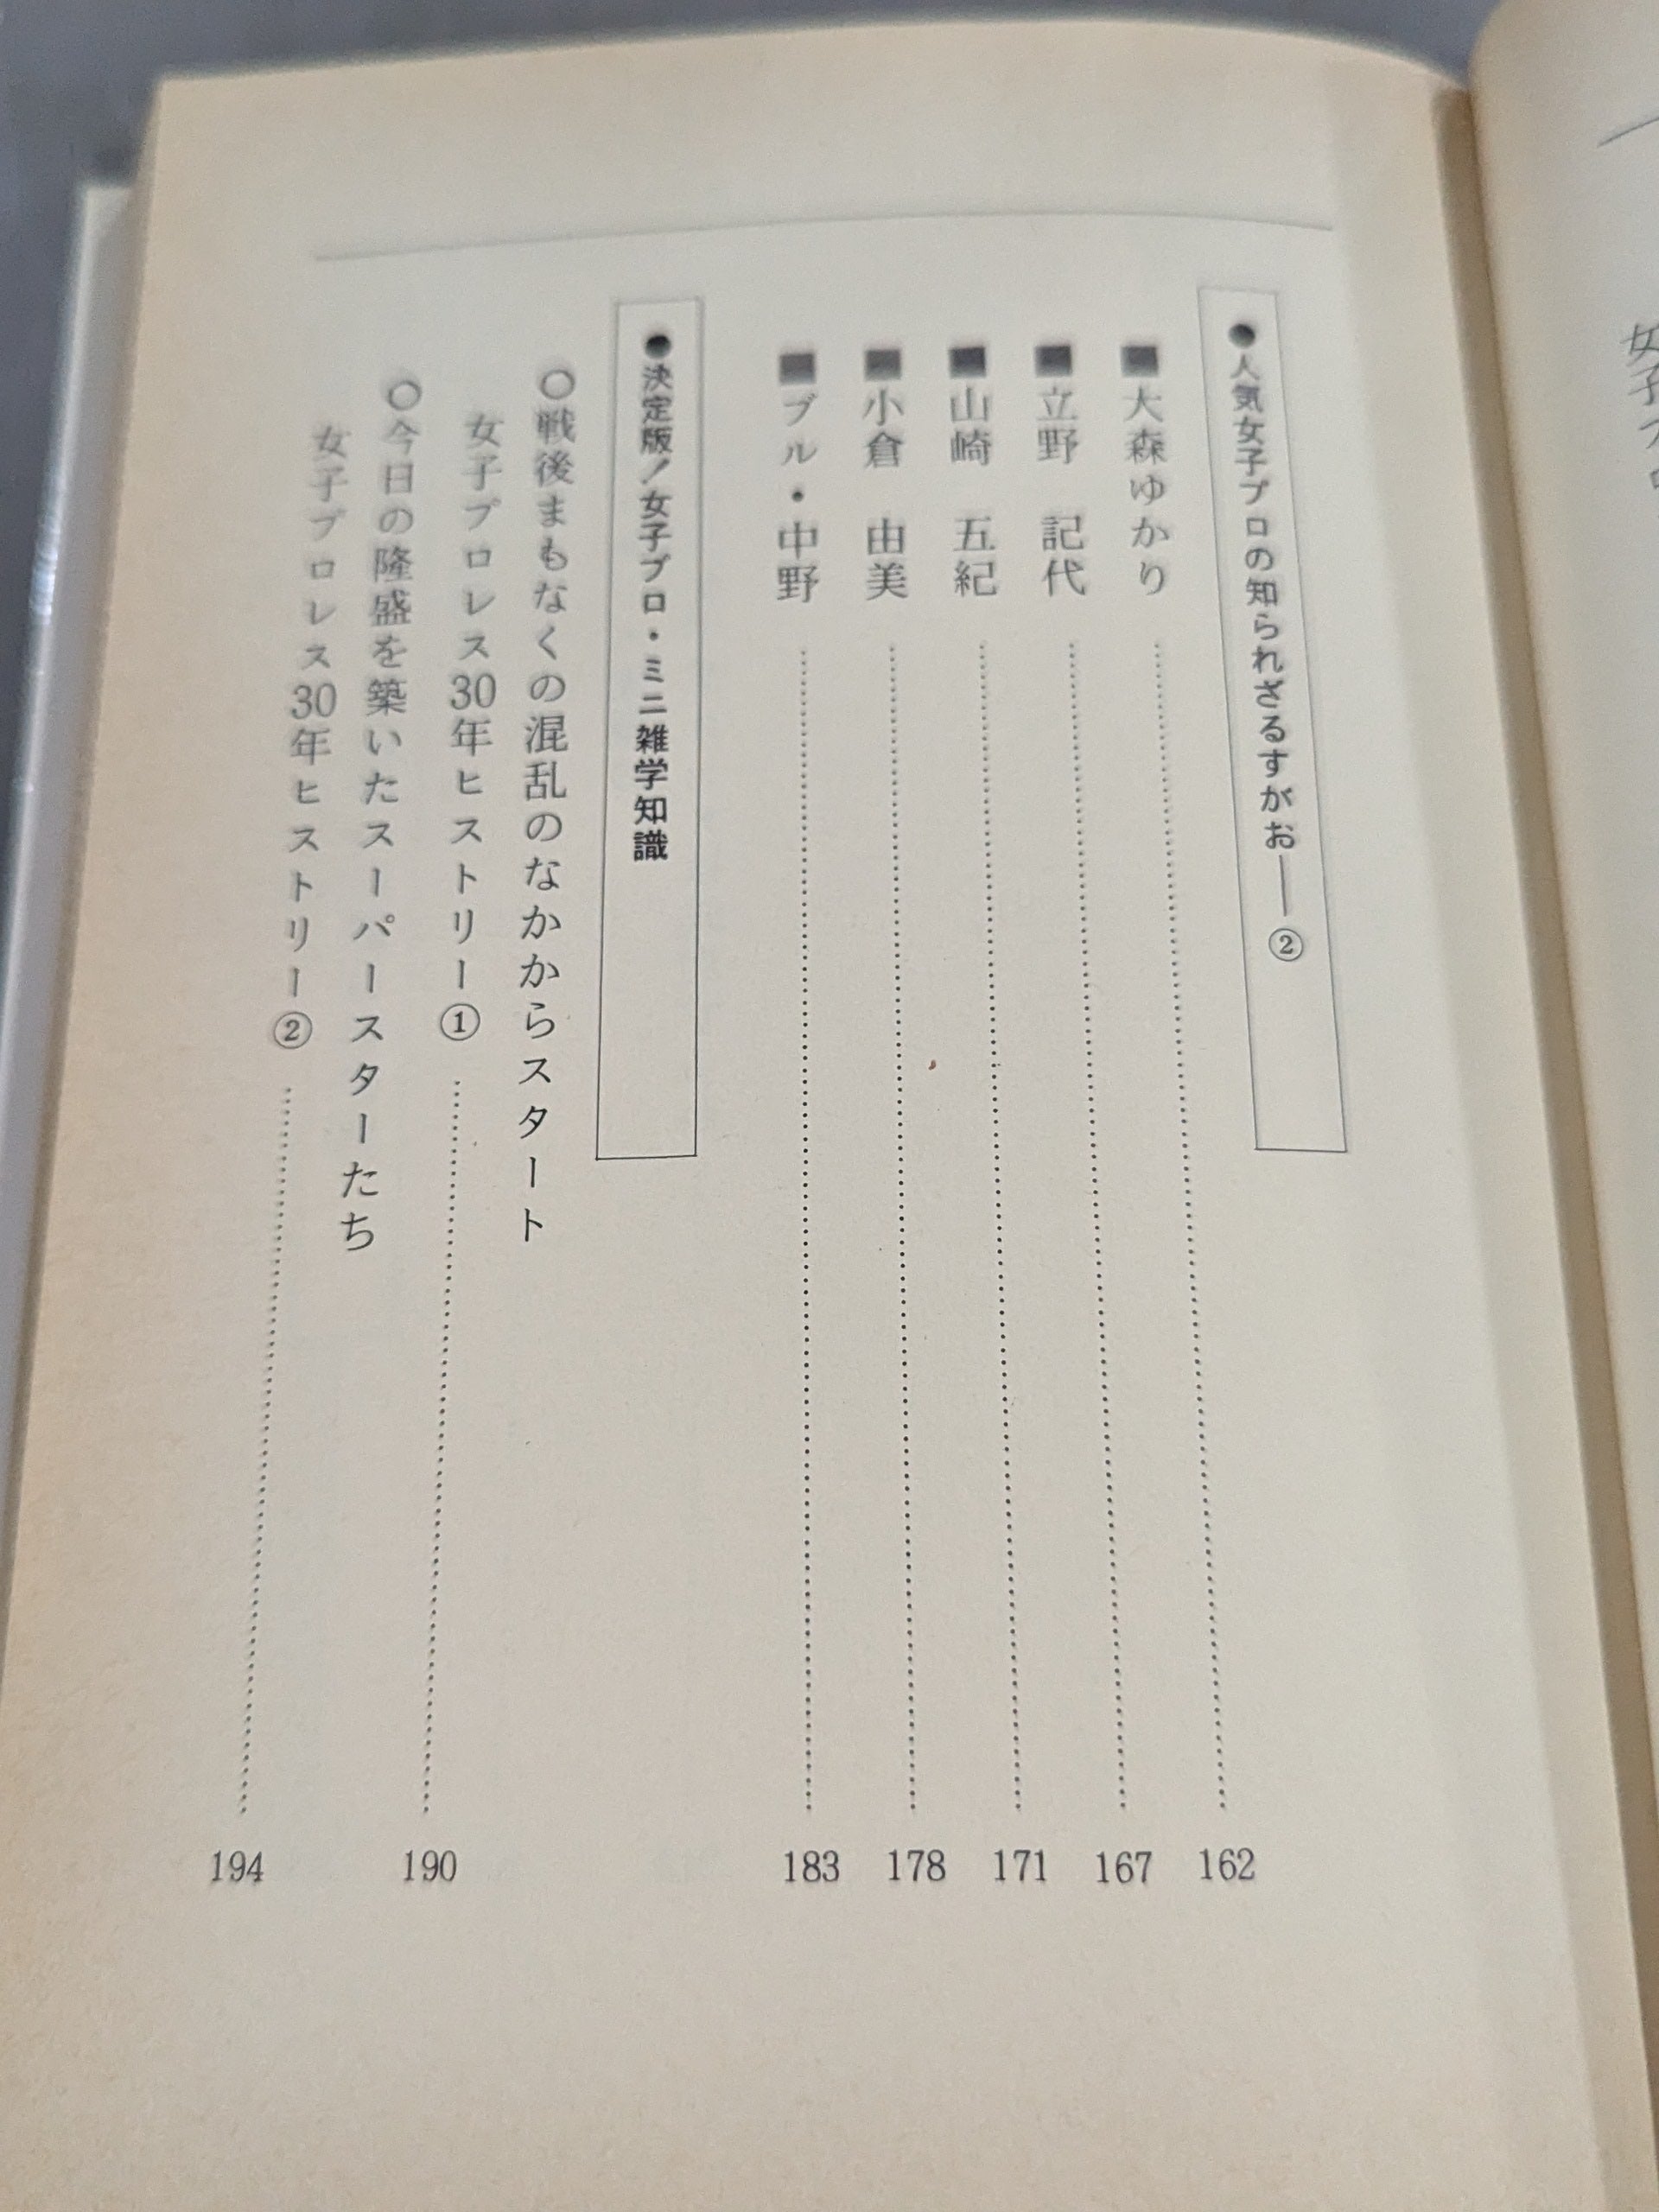 ●人気女子プロの知られざるすがお——②
■大森ゆかり……162
■立野 記代……167
■山崎 五紀……171
■小倉 由美……178
■ブル・中野……183
●決定版！女子プロ・ミニ雑学知識
○戦後まもなくの混乱のなかからスタート
女子プロレス30年ヒストリー①……190
○今日の隆盛を築いたスーパースターたち
女子プロレス30年ヒストリー②……194